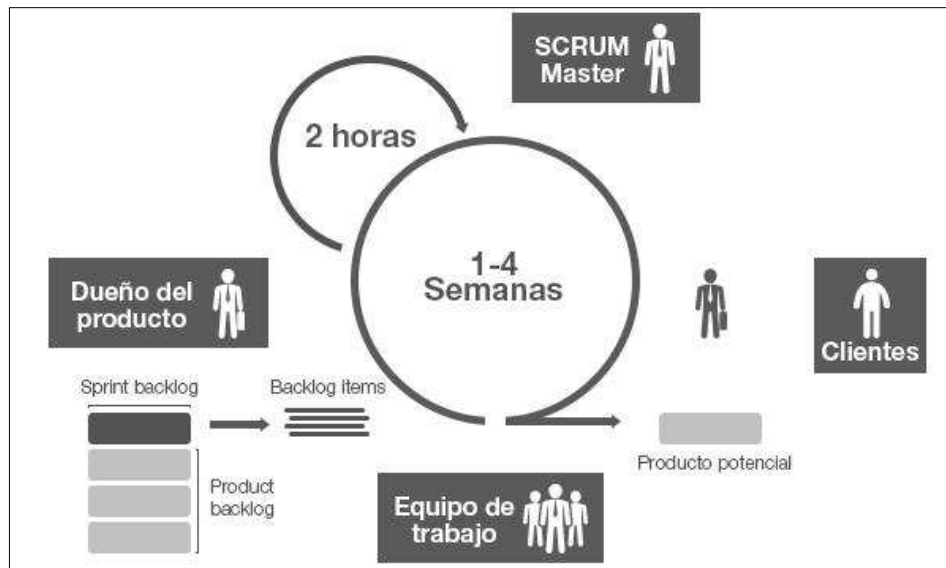 SCRUM
Master
2 horas
1-4
Semanas
Dueño del
producto
Clientes
Sprint backlog
Backlog items
Product
backlog
Producto potencial
Equipo de
trabajo